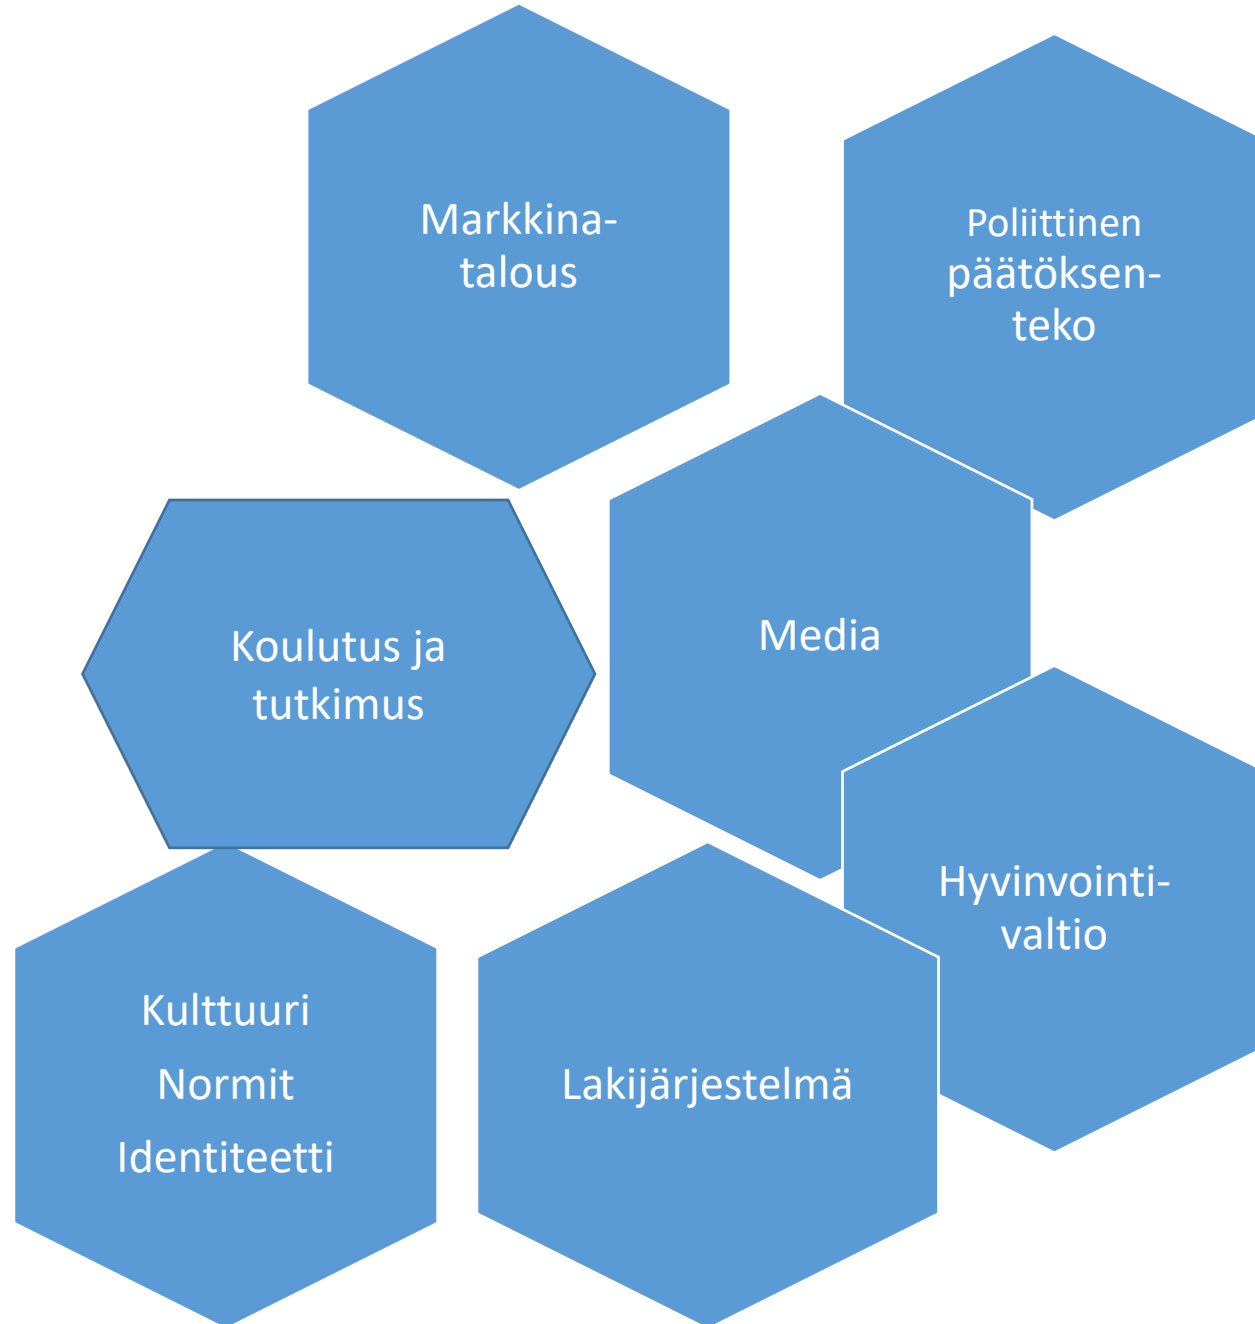 Markkina-
talous
Poliittinen
päätöksen-
teko
Koulutus ja
tutkimus
Media
Hyvinvointi-
valtio
Kulttuuri
Normit
Identiteetti
Lakijärjestelmä